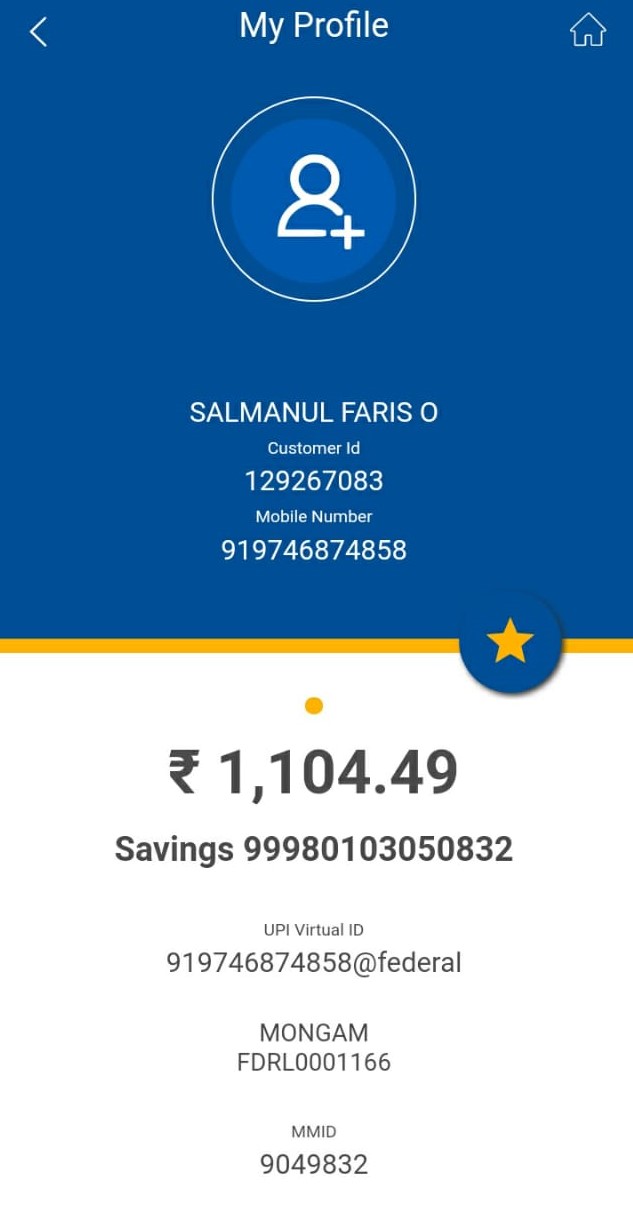 My Profile
SALMANUL FARIS O
Customer Id
129267083
Mobile Number
919746874858
₹ 1,104.49
Savings 99980103050832
UPI Virtual ID
919746874858@federal
MONGAM
FDRL0001166
MMID
9049832